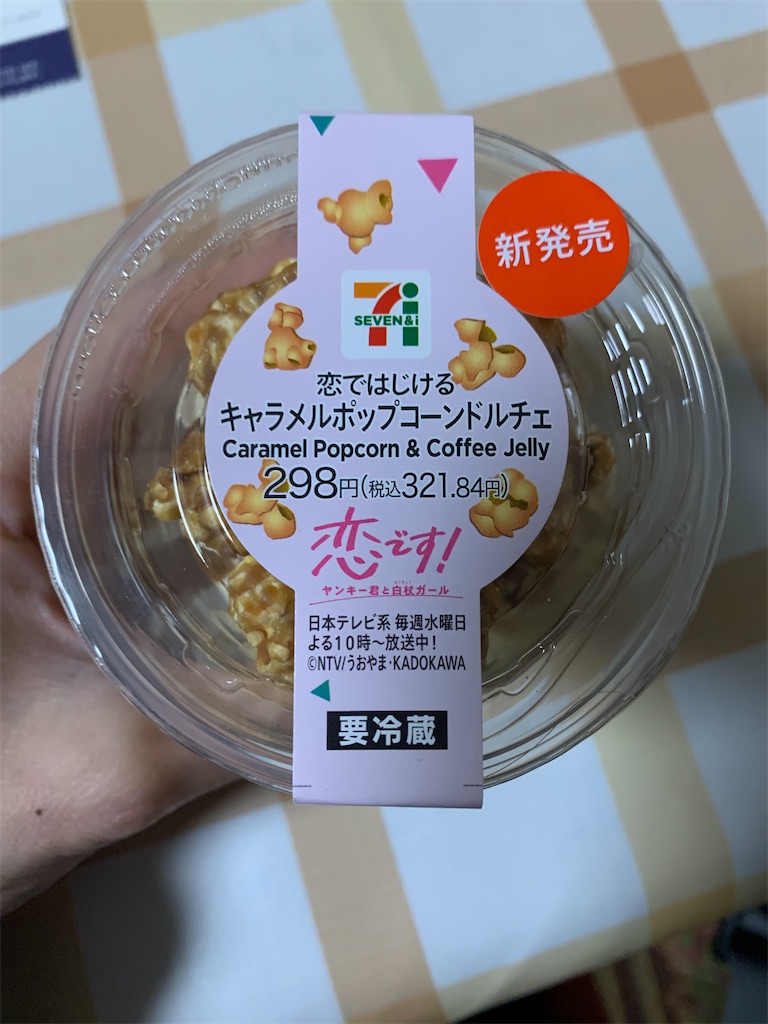 新発売
SEVEN&i
恋ではじける
キャラメルポップコーンドルチェ
Caramel Popcorn & Coffee Jelly
298円(税込321.84円)
恋です!
ヤンキー君と白杖ガール
日本テレビ系 毎週水曜日
よる10時~放送中!
©NTV/うおやま・KADOKAWA
要冷蔵